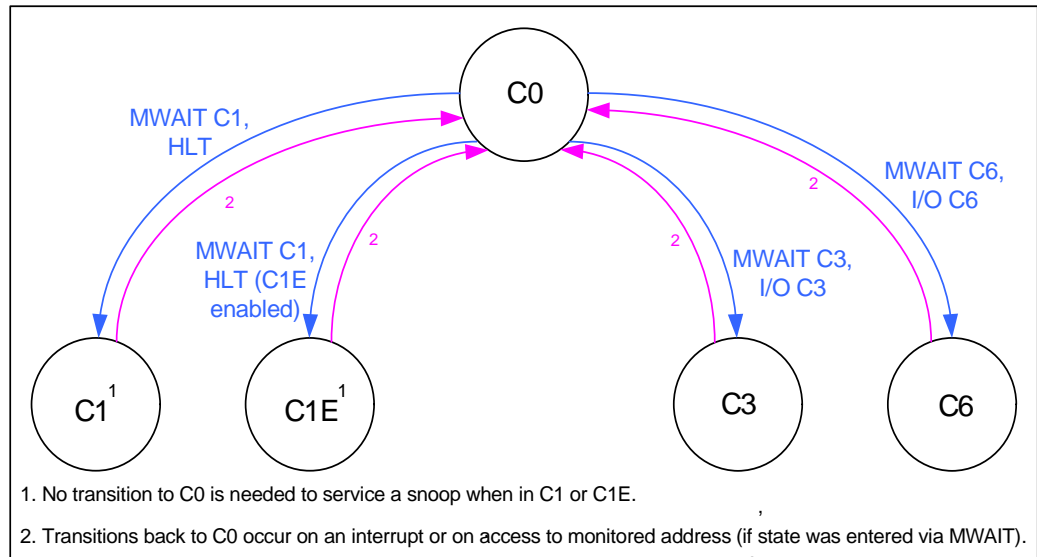 C0
MWAIT C1,
HLT
2
MWAIT C1,
HLT (C1E
enabled)
2
2
MWAIT C3,
I/O C3
2
MWAIT C6,
I/O C6
C1 1
C1E 1
C3
C6
1. No transition to C0 is needed to service a snoop when in C1 or C1E.
,
2. Transitions back to C0 occur on an interrupt or on access to monitored address (if state was entered via MWAIT).